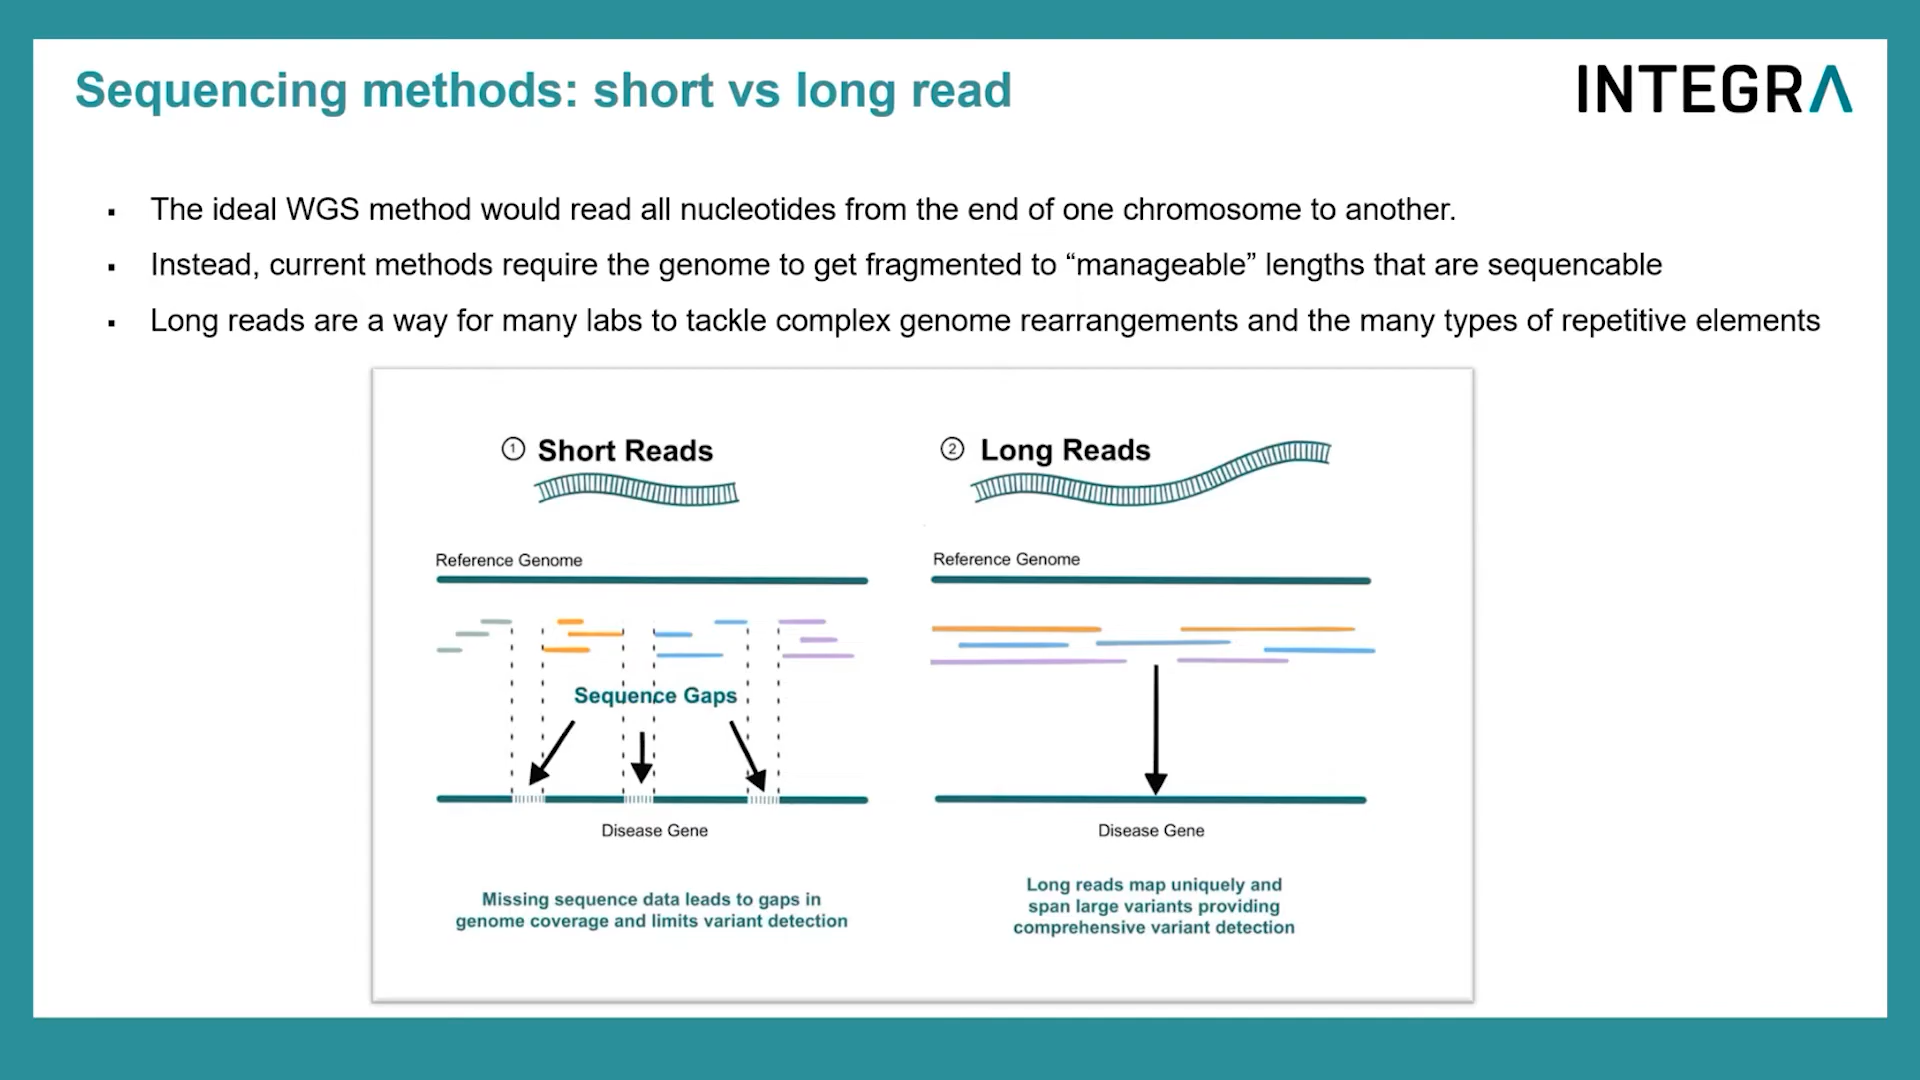 Sequencing methods: short vs long read
INTEGRA
▪ The ideal WGS method would read all nucleotides from the end of one chromosome to another.
▪ Instead, current methods require the genome to get fragmented to “manageable” lengths that are sequencable
▪ Long reads are a way for many labs to tackle complex genome rearrangements and the many types of repetitive elements
1 Short Reads
Reference Genome
Sequence Gaps
Disease Gene
Missing sequence data leads to gaps in
genome coverage and limits variant detection
2 Long Reads
Reference Genome
Disease Gene
Long reads map uniquely and
span large variants providing
comprehensive variant detection